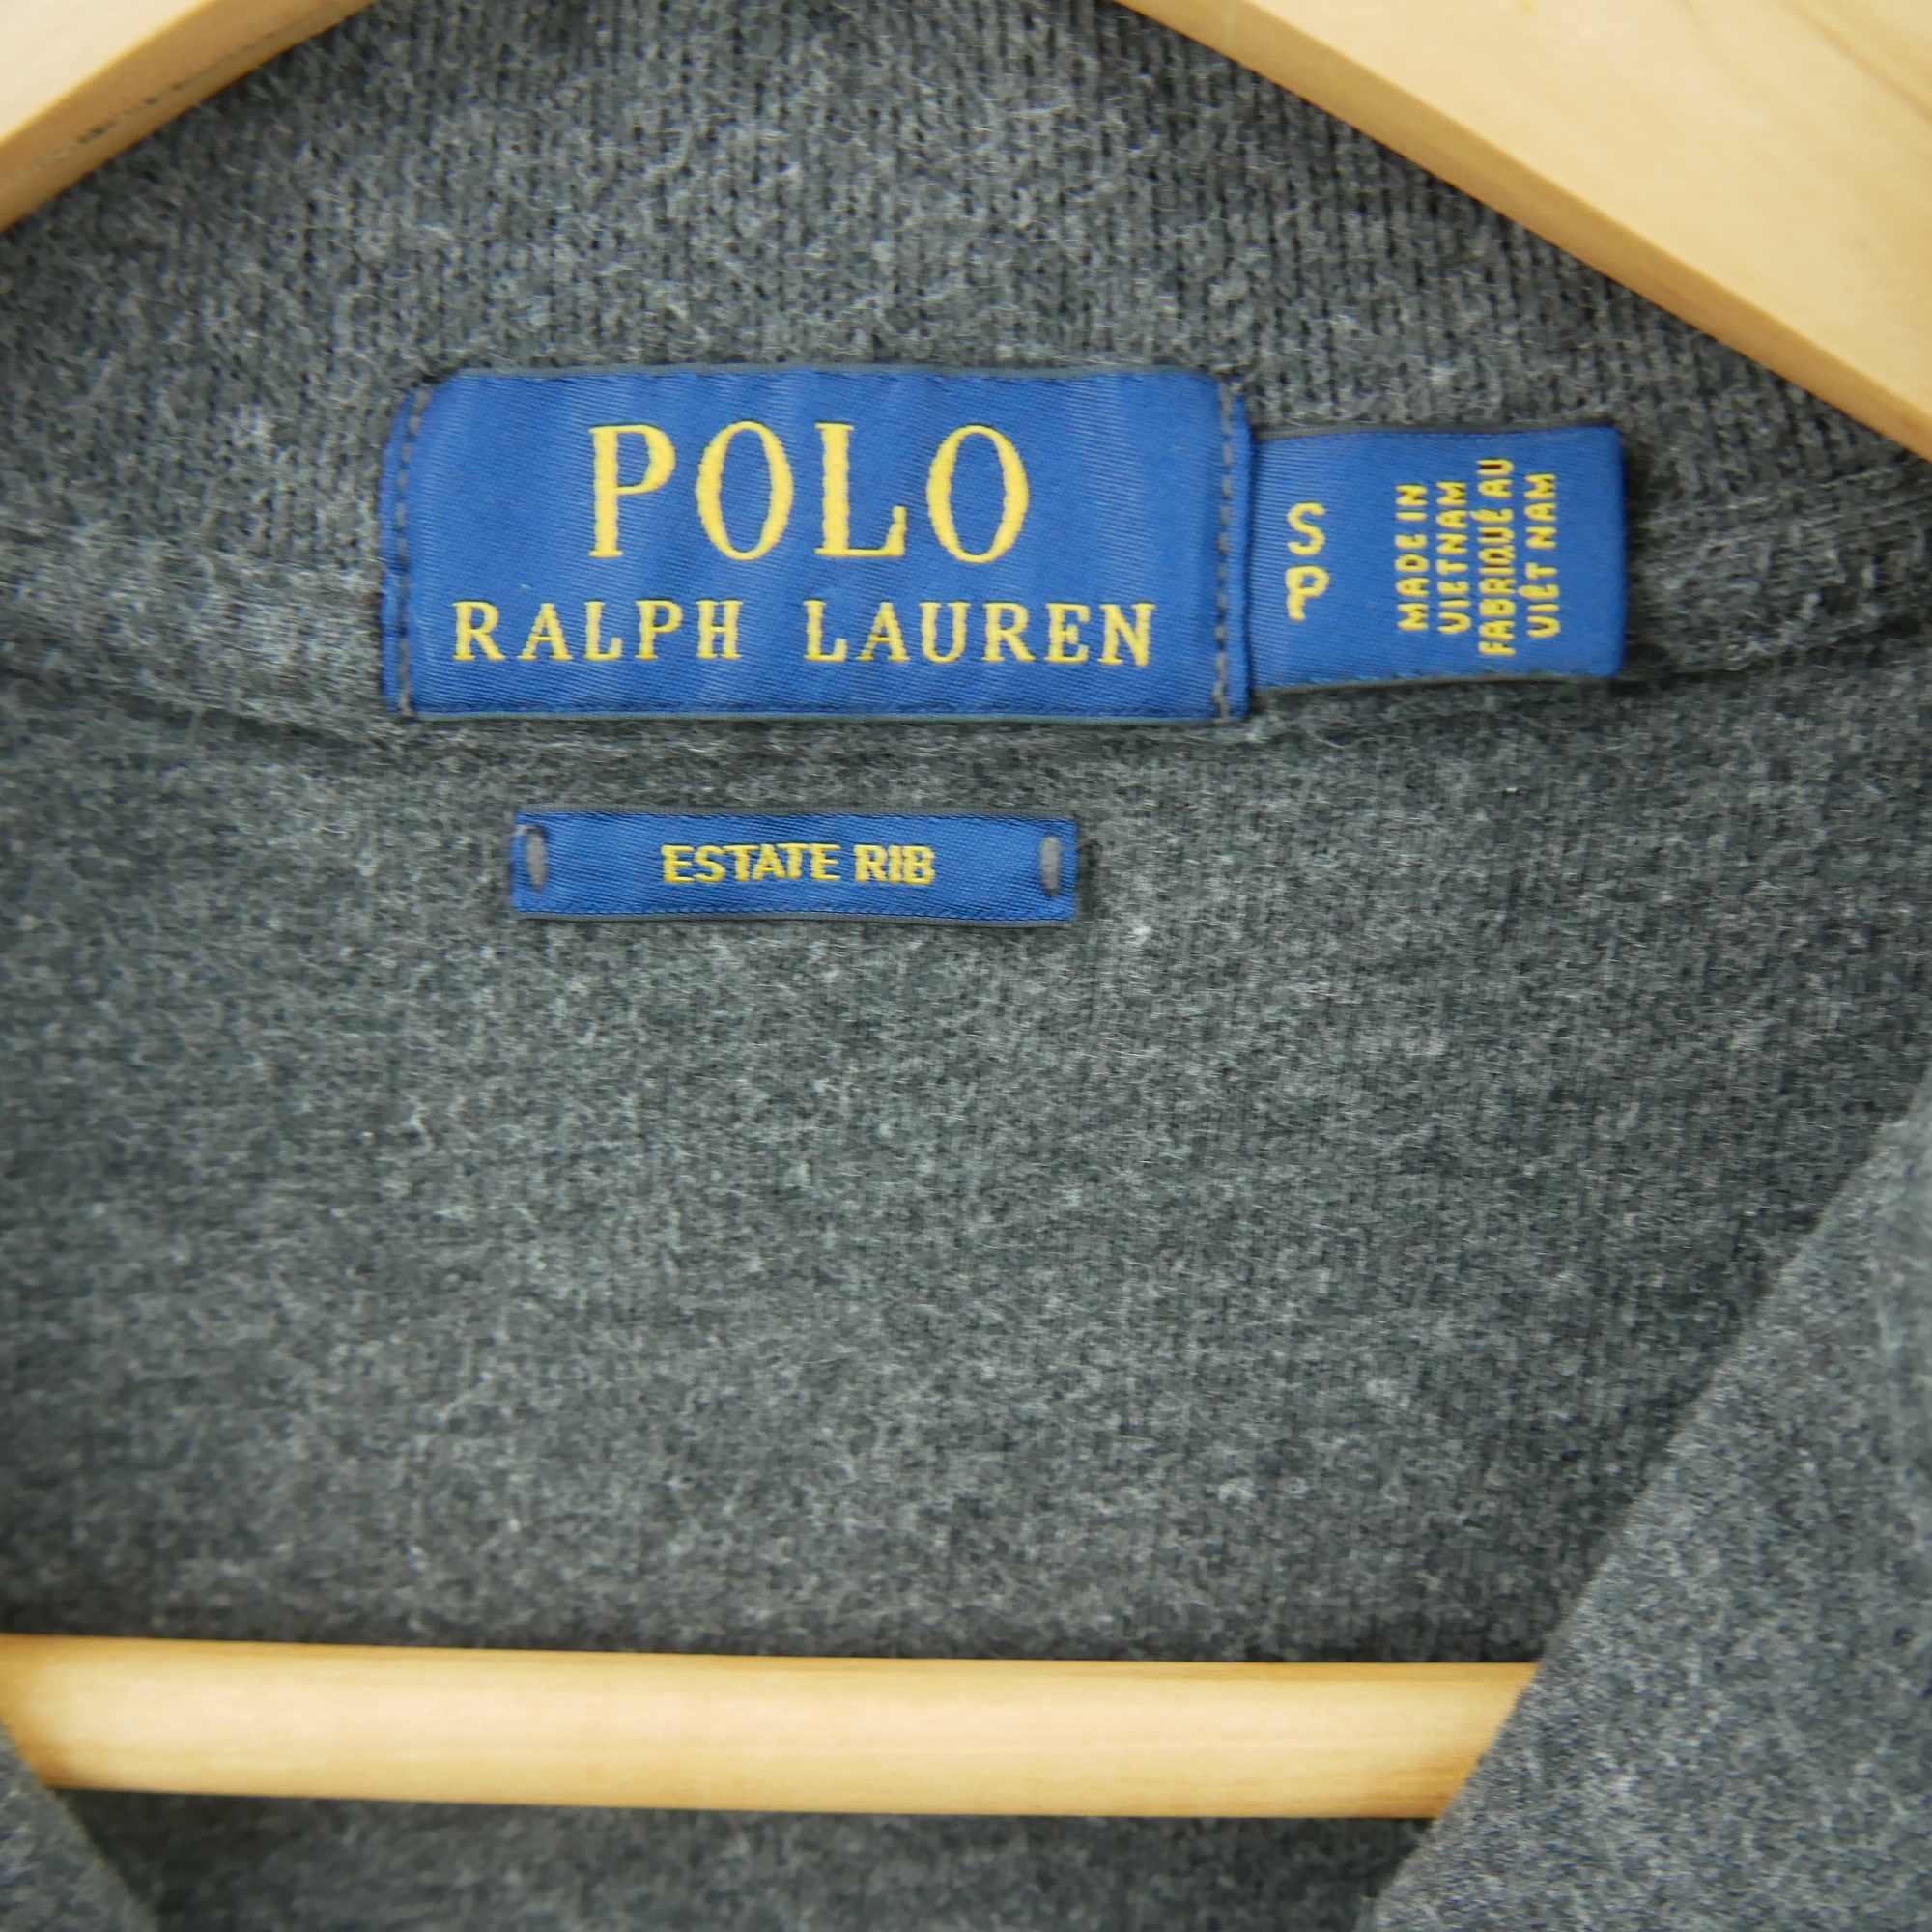 POLO
RALPH LAUREN
S
P
MADE IN
VIETNAM
FABRIQUÉ AU
VIÊT NAM
ESTATE RIB